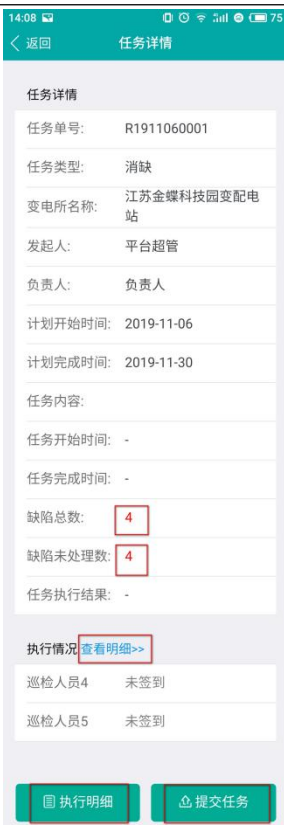 14:08 75
返回 任务详情
任务详情
任务单号: R1911060001
任务类型: 消缺
变电所名称: 江苏金蝶科技园变配电
站
发起人: 平台超管
负责人: 负责人
计划开始时间: 2019-11-06
计划完成时间: 2019-11-30
任务内容:
任务开始时间: -
任务完成时间: -
缺陷总数: 4
缺陷未处理数: 4
任务执行结果: -
执行情况 查看明细>>
巡检人员4 未签到
巡检人员5 未签到
执行明细 提交任务